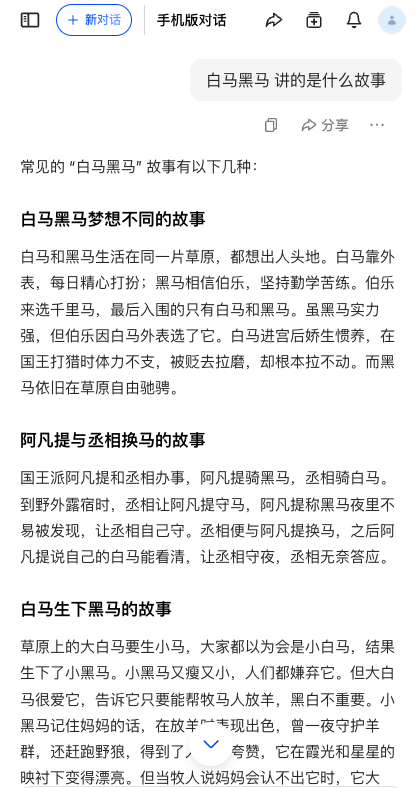 新对话
手机版对话
白马黑马 讲的是什么故事
分享
常见的 “白马黑马” 故事有以下几种：
白马黑马梦想不同的故事
白马和黑马生活在同一片草原，都想出人头地。白马靠外
表，每日精心打扮；黑马相信伯乐，坚持勤学苦练。伯乐
来选千里马，最后入围的只有白马和黑马。虽黑马实力
强，但伯乐因白马外表选了它。白马进宫后娇生惯养，在
国王打猎时体力不支，被贬去拉磨，却根本拉不动。而黑
马依旧在草原自由驰骋。
阿凡提与丞相换马的故事
国王派阿凡提和丞相办事，阿凡提骑黑马，丞相骑白马。
到野外露宿时，丞相让阿凡提守马，阿凡提称黑马夜里不
易被发现，让丞相自己守。丞相便与阿凡提换马，之后阿
凡提说自己的白马能看清，让丞相守夜，丞相无奈答应。
白马生下黑马的故事
草原上的大白马要生小马，大家都以为会是小白马，结果
生下了小黑马。小黑马又瘦又小，人们都嫌弃它。但大白
马很爱它，告诉它只要能帮牧马人放羊，黑白不重要。小
黑马记住妈妈的话，在放羊时表现出色，曾一夜守护羊
群，还赶跑野狼，得到了人 夸赞，它在霞光和星星的
映衬下变得漂亮。但当牧人说妈妈会认不出它时，它大